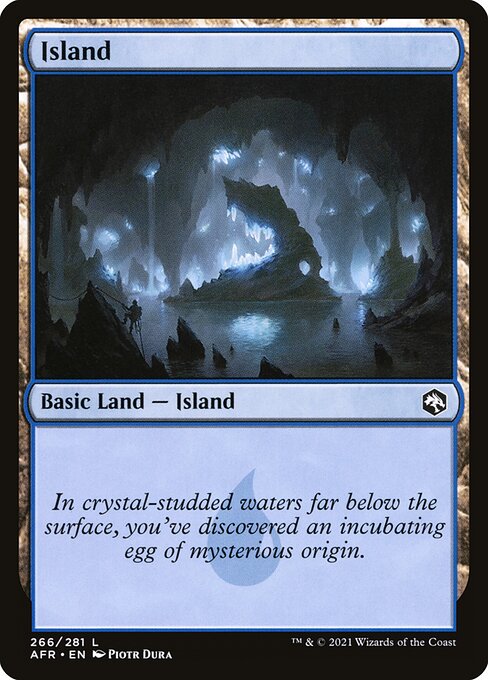 Island
Basic Land — Island
In crystal-studded waters far below the
surface, you've discovered an incubating
egg of mysterious origin.
266/281 L
AFR • EN Piotr Dura
™ & © 2021 Wizards of the Coast